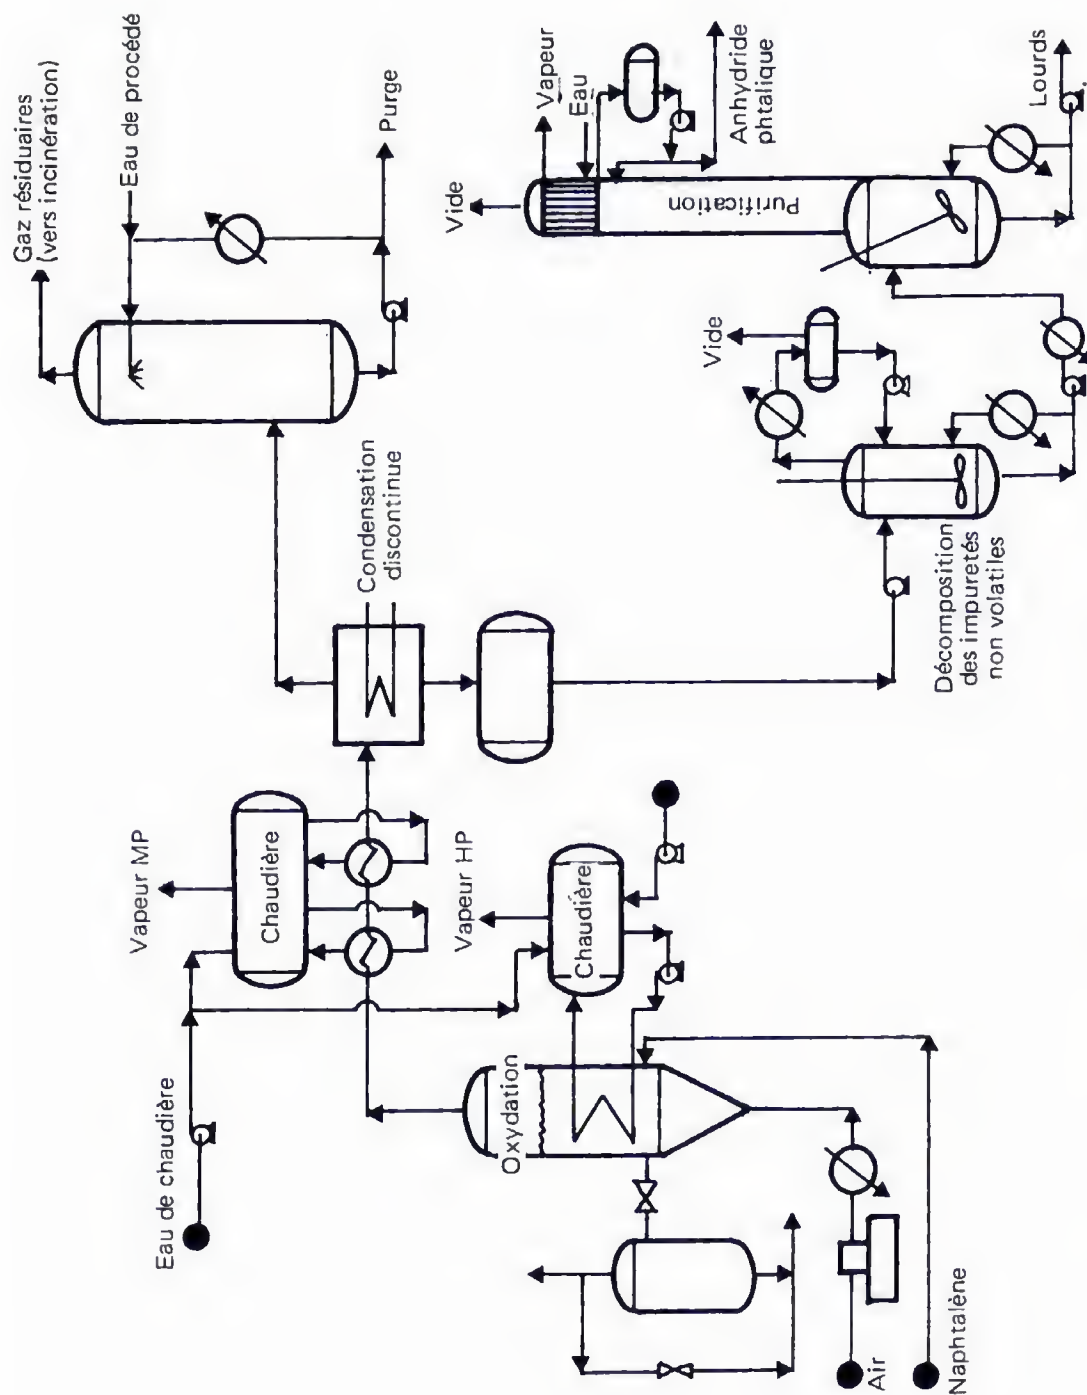 Gaz résiduaires
(vers incinération)
Eau de procédé
Purge
Vapeur
Eau
Vide
Anhydride
phtalique
Purification
Lourds
Vide
Condensation
discontinue
Décomposition
des impuretés
non volatiles
Vapeur MP
Chaudière
Vapeur HP
Chaudière
Eau de chaudière
Oxydation
Air
Naphtalène